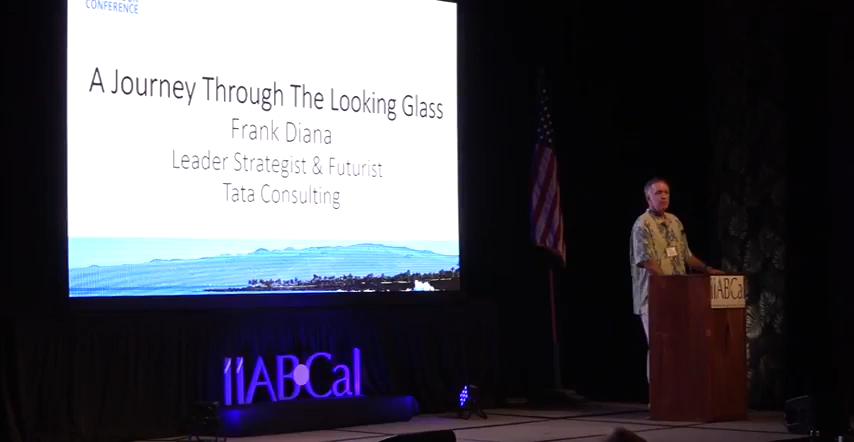 CONFERENCE
A Journey Through The Looking Glass
Frank Diana
Leader Strategist & Futurist
Tata Consulting
iiABCal
iiABCal